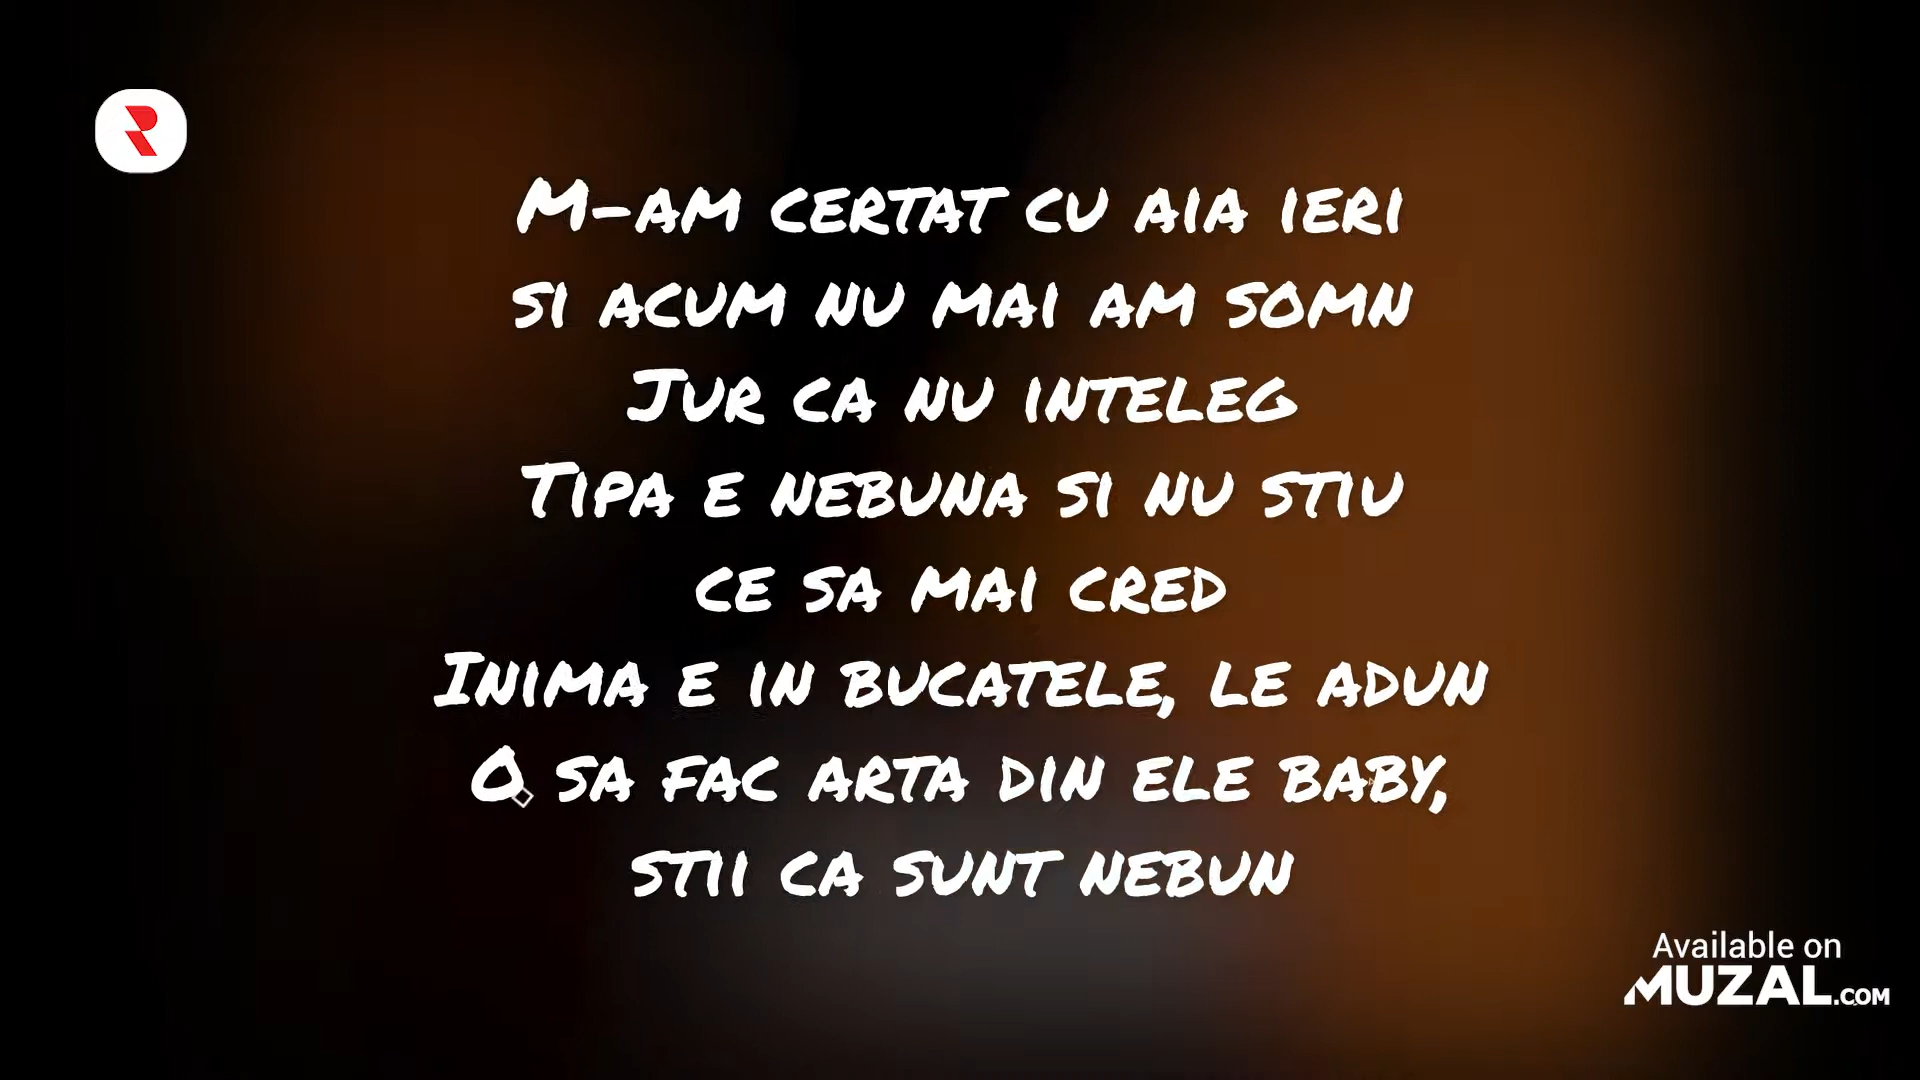 M-am certat cu aia ieri
si acum nu mai am somn
Jur ca nu inteleg
Tipa e nebuna si nu stiu
ce sa mai cred
Inima e in bucatele, le adun
O sa fac arta din ele baby,
stii ca sunt nebun
Available on
MUZAL.COM